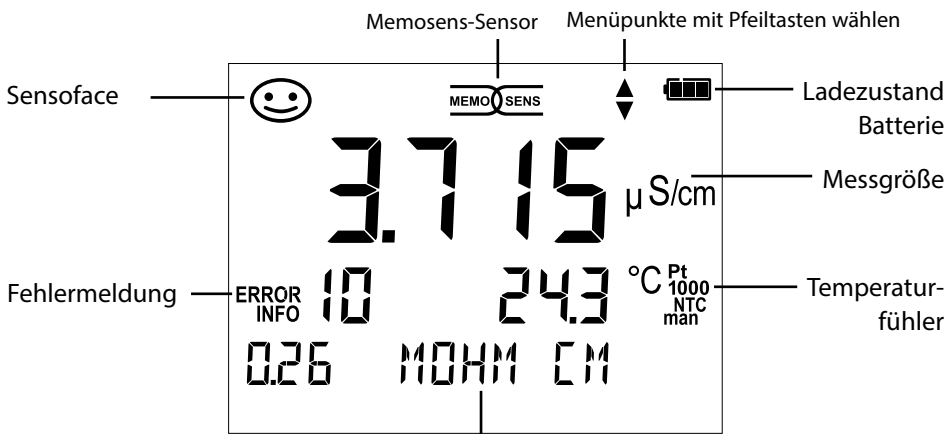 Memosens-Sensor
Menüpunkte mit Pfeiltasten wählen
Sensoface
MEMO SENS
Ladezustand
Batterie
3.715 µS/cm
Messgröße
Fehlermeldung
ERROR
INFO
10
24.3 °C
Pt
1000
NTC
man
Temperatur-
fühler
0.26 MOHM CM